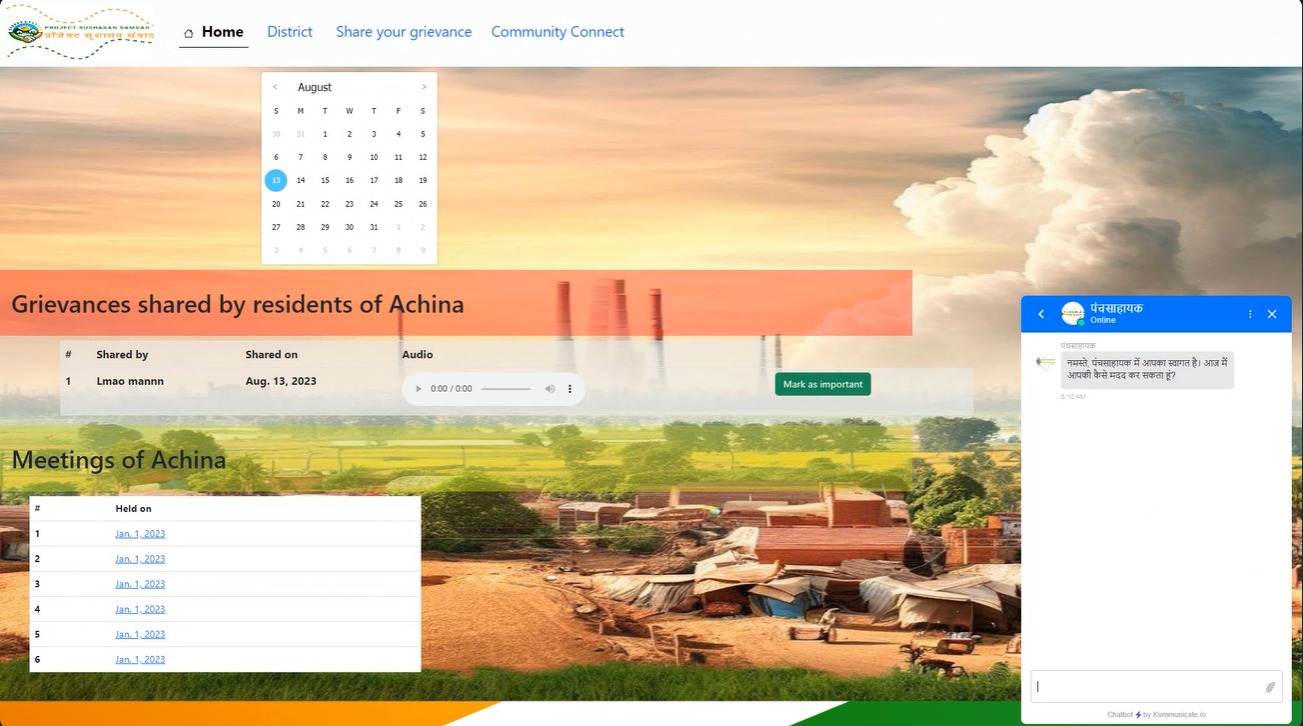 PROJECT SUSHASAN SAMVAD
प्रोजेक्ट सुशासन संवाद
Home District Share your grievance Community Connect
< August >
S M T W T F S
30 31 1 2 3 4 5
6 7 8 9 10 11 12
13 14 15 16 17 18 19
20 21 22 23 24 25 26
27 28 29 30 31 1 2
3 4 5 6 7 8 9
Grievances shared by residents of Achina
# Shared by Shared on Audio
1 Lmao mannn Aug. 13, 2023 0:00 / 0:00 Mark as important
Meetings of Achina
# Held on
1 Jan. 1, 2023
2 Jan. 1, 2023
3 Jan. 1, 2023
4 Jan. 1, 2023
5 Jan. 1, 2023
6 Jan. 1, 2023
पंचसाहायक
Online
पंचसाहायक
नमस्ते, पंचसाहायक में आपका स्वागत है। आज मैं
आपकी कैसे मदद कर सकता हूं?
5:10 AM
Chatbot by Kommunicate.io